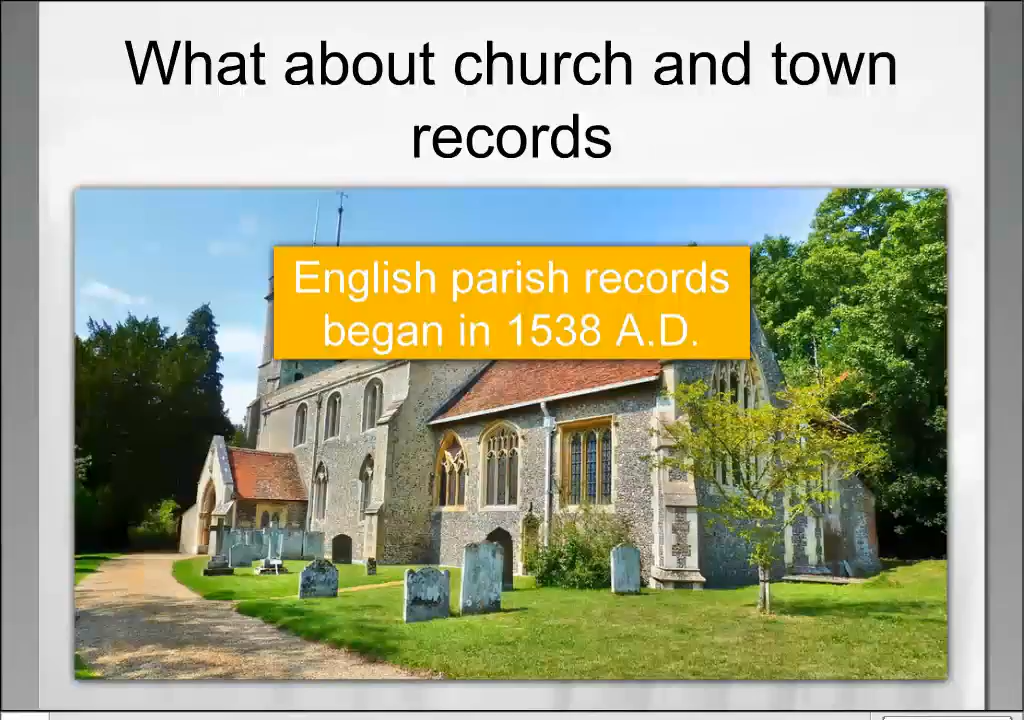 What about church and town
records
English parish records
began in 1538 A.D.